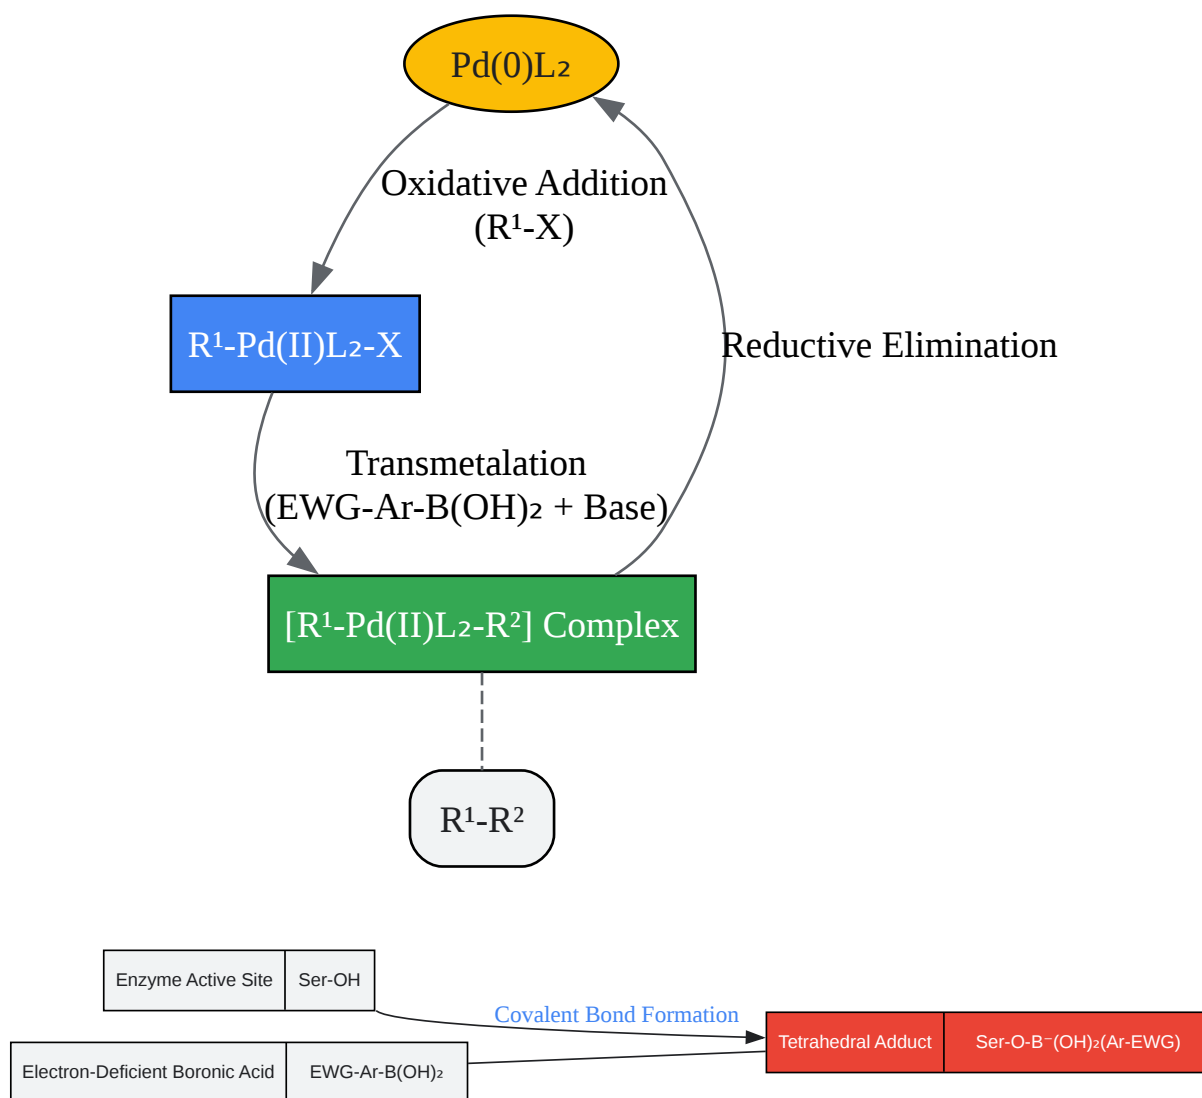 Pd(0)L₂
Oxidative Addition
(R¹-X)
R¹-Pd(II)L₂-X
Reductive Elimination
Transmetalation
(EWG-Ar-B(OH)₂ + Base)
[R¹-Pd(II)L₂-R²] Complex
R¹-R²
Enzyme Active Site
Ser-OH
Covalent Bond Formation
Tetrahedral Adduct
Ser-O-B⁻(OH)₂(Ar-EWG)
Electron-Deficient Boronic Acid
EWG-Ar-B(OH)₂